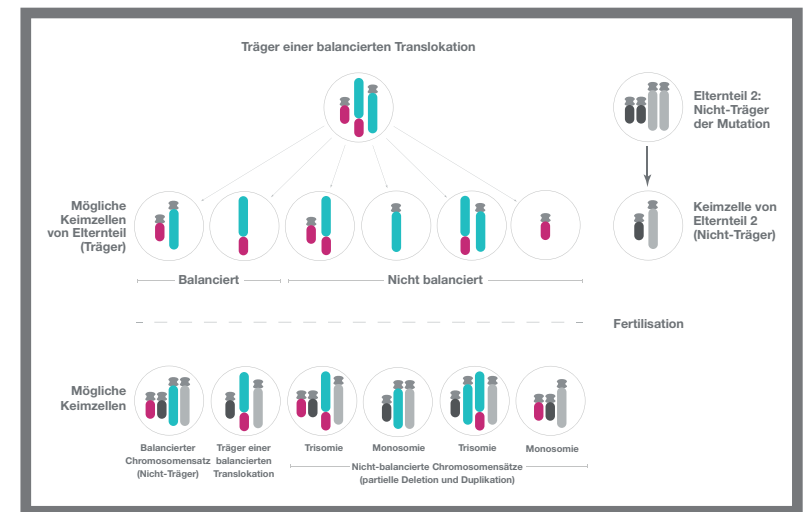 Träger einer balancierten Translokation
Elternteil 2:
Nicht-Träger
der Mutation
Mögliche
Keimzellen
von Elternteil
(Träger)
Keimzelle von
Elternteil 2
(Nicht-Träger)
Balanciert
Nicht balanciert
Fertilisation
Mögliche
Keimzellen
Balancierter
Chromosomensatz
(Nicht-Träger)
Träger einer
balancierten
Translokation
Trisomie
Monosomie
Trisomie
Monosomie
Nicht-balancierte Chromosomensätze
(partielle Deletion und Duplikation)